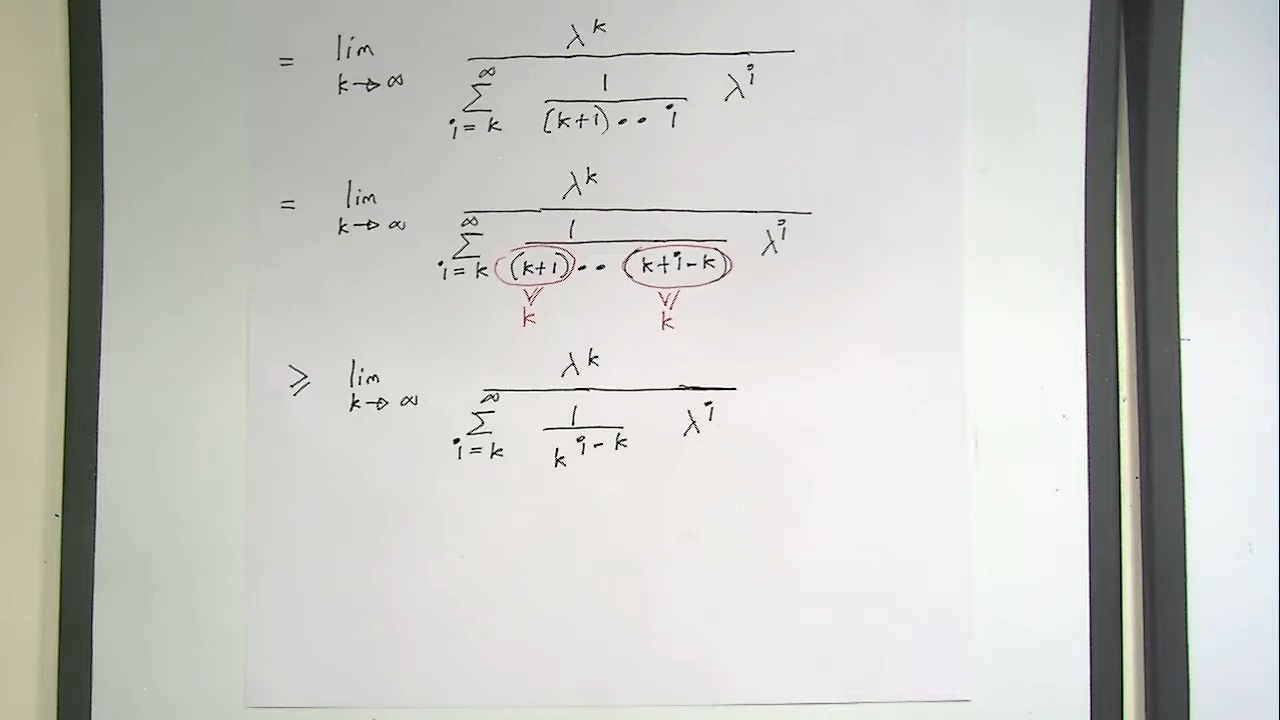 = lim k→∞ λ^k / ∑_{i=k}^{∞} 1/((k+1)·· i) λ^i
= lim k→∞ λ^k / ∑_{i=k}^{∞} 1/((k+1)·· (k+i-k)) λ^i
≥ k ≥ k
⩾ lim k→∞ λ^k / ∑_{i=k}^{∞} 1/k^{i-k} λ^i